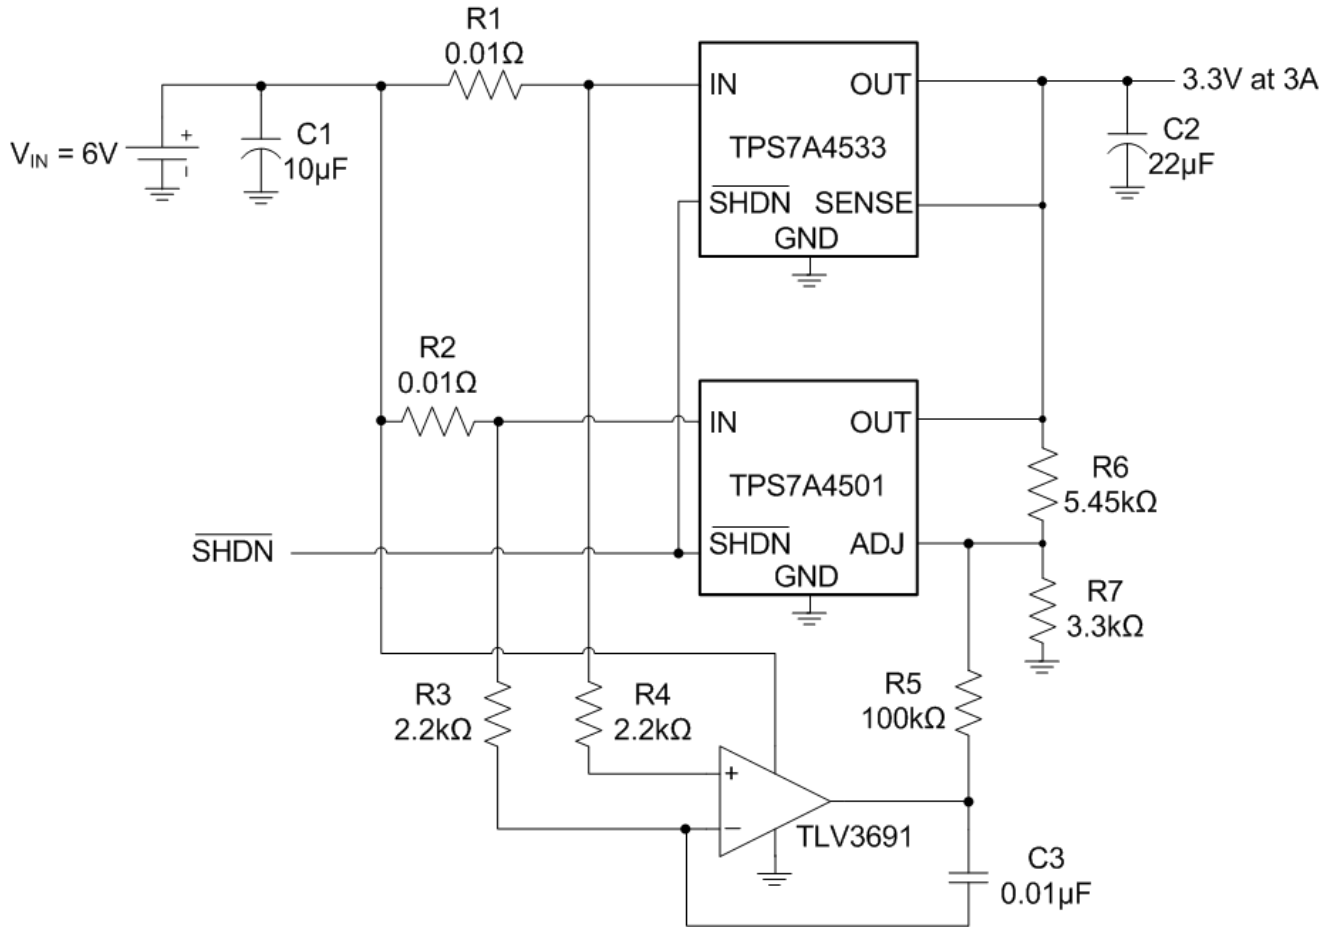 R1
0.01Ω
IN
OUT
3.3V at 3A
+
C1
10µF
TPS7A4533
C2
22µF
V_IN = 6V
SHDN
SENSE
GND
R2
0.01Ω
IN
OUT
TPS7A4501
R6
5.45kΩ
SHDN
SHDN
ADJ
GND
R7
3.3kΩ
R3
2.2kΩ
R4
2.2kΩ
R5
100kΩ
+
−
TLV3691
C3
0.01µF